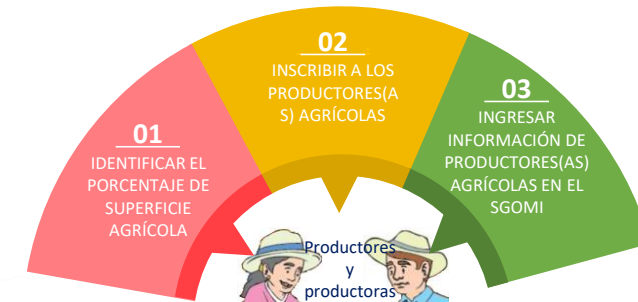 01
IDENTIFICAR EL
PORCENTAJE DE
SUPERFICIE
AGRÍCOLA
02
INSCRIBIR A LOS
PRODUCTORES(A
S) AGRÍCOLAS
03
INGRESAR
INFORMACIÓN DE
PRODUCTORES(AS)
AGRÍCOLAS EN EL
SGOMI
Productores
y
productoras